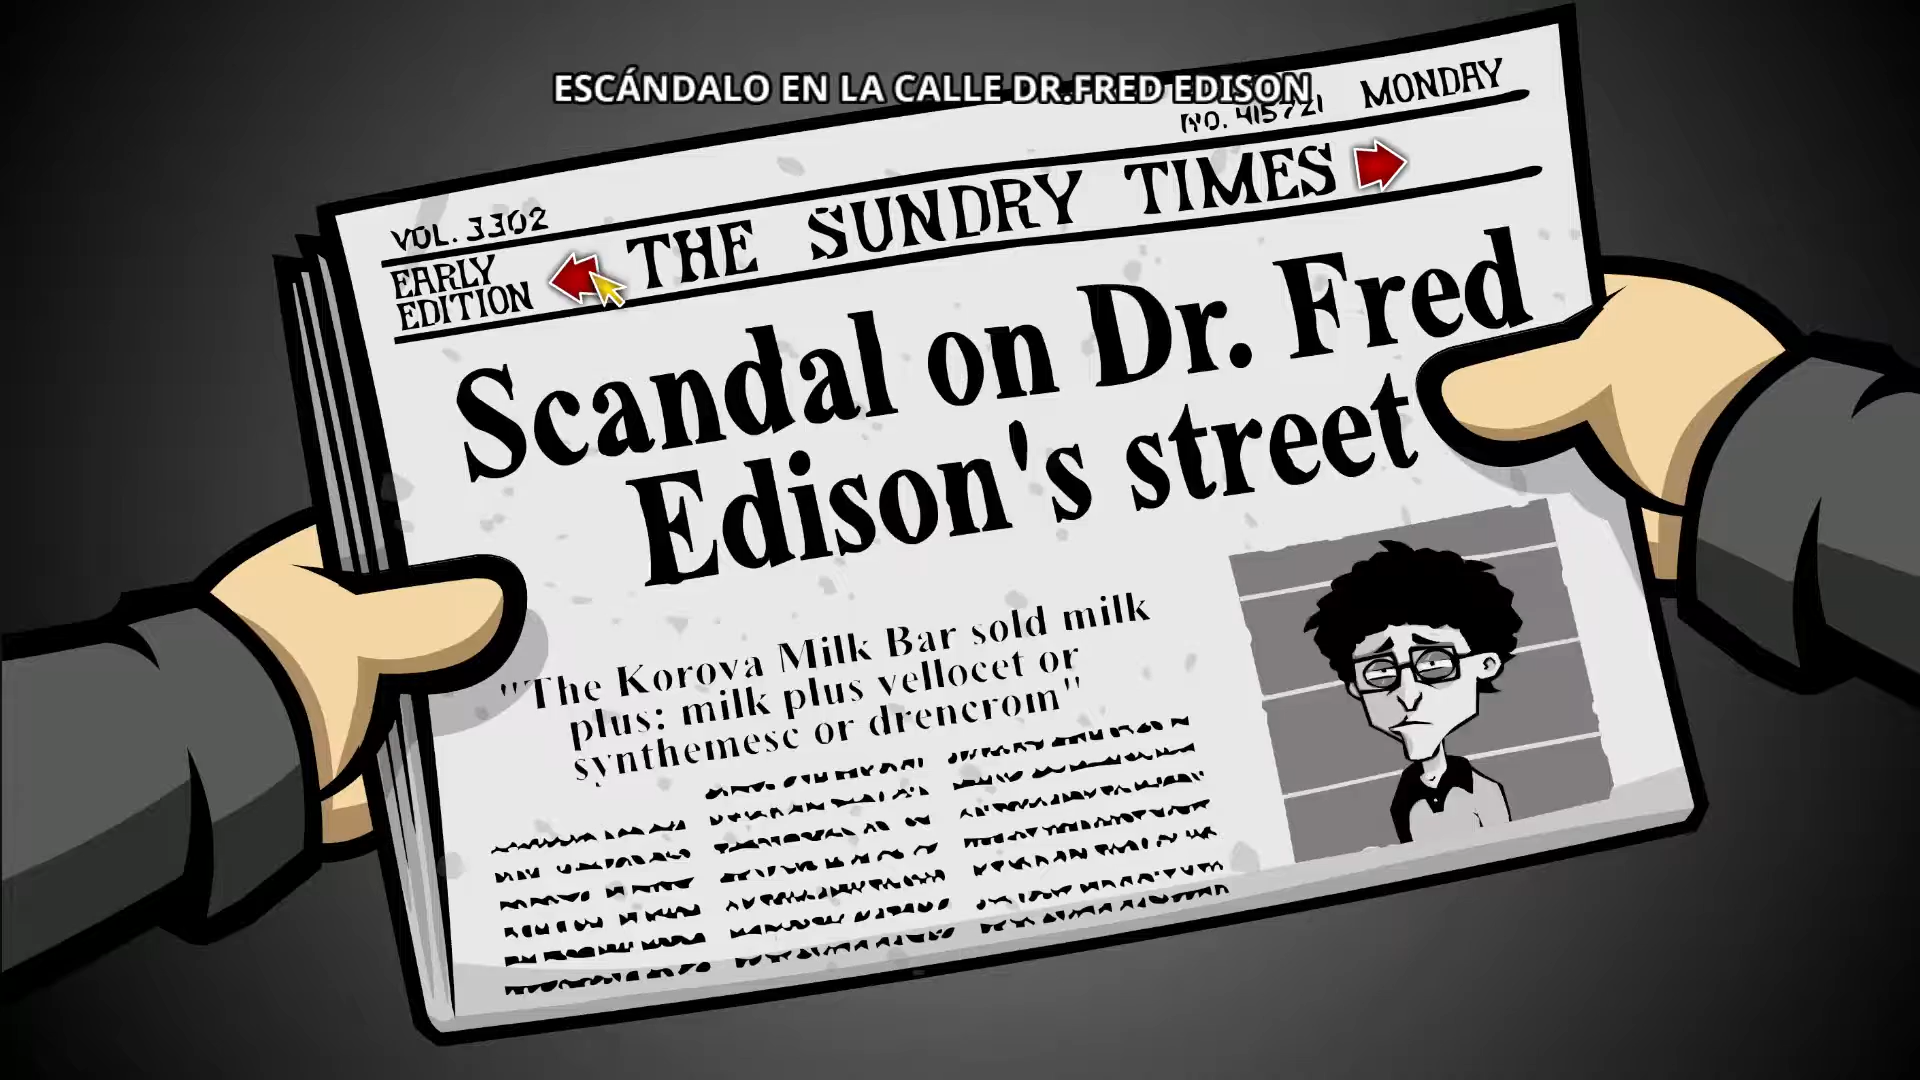 ESCÁNDALO EN LA CALLE DR.FRED EDISON
NO. 415721 MONDAY
VOL. 3302
EARLY
EDITION
THE SUNDRY TIMES
Scandal on Dr. Fred
Edison's street
"The Korova Milk Bar sold milk
plus: milk plus vellocet or
synthemesc or drencrom"